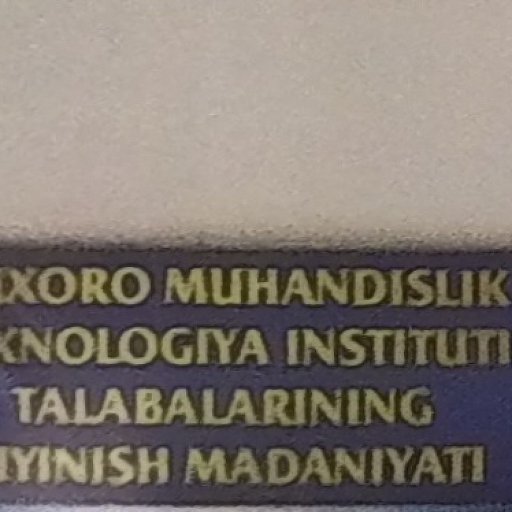 XORO MUHANDISLIK
KNOLOGIYA INSTITUTI
TALABALARINING
IYINISH MADANIYATI